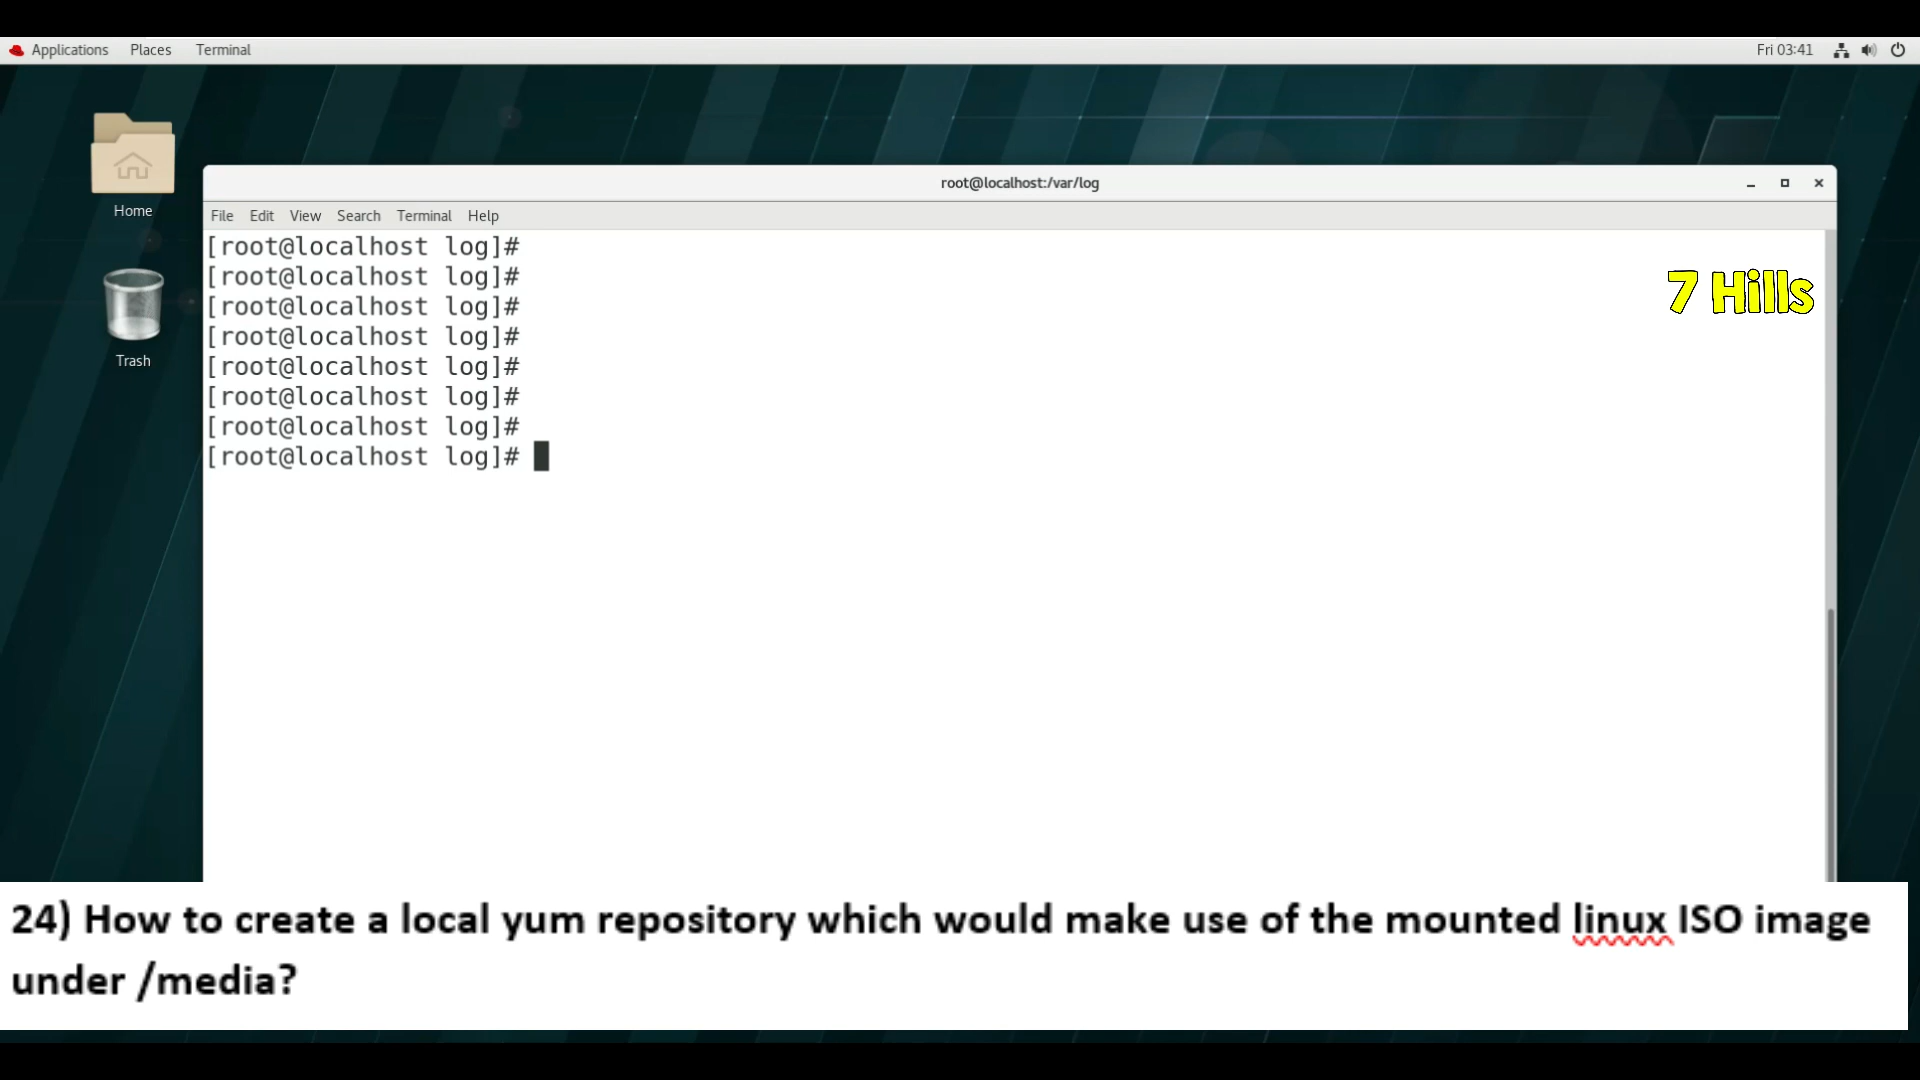 Applications Places Terminal Fri 03:41
Home
Trash
root@localhost:/var/log
File Edit View Search Terminal Help
[root@localhost log]#
[root@localhost log]#
[root@localhost log]#
[root@localhost log]#
[root@localhost log]#
[root@localhost log]#
[root@localhost log]#
[root@localhost log]#
7 Hills
24) How to create a local yum repository which would make use of the mounted linux ISO image
under /media?